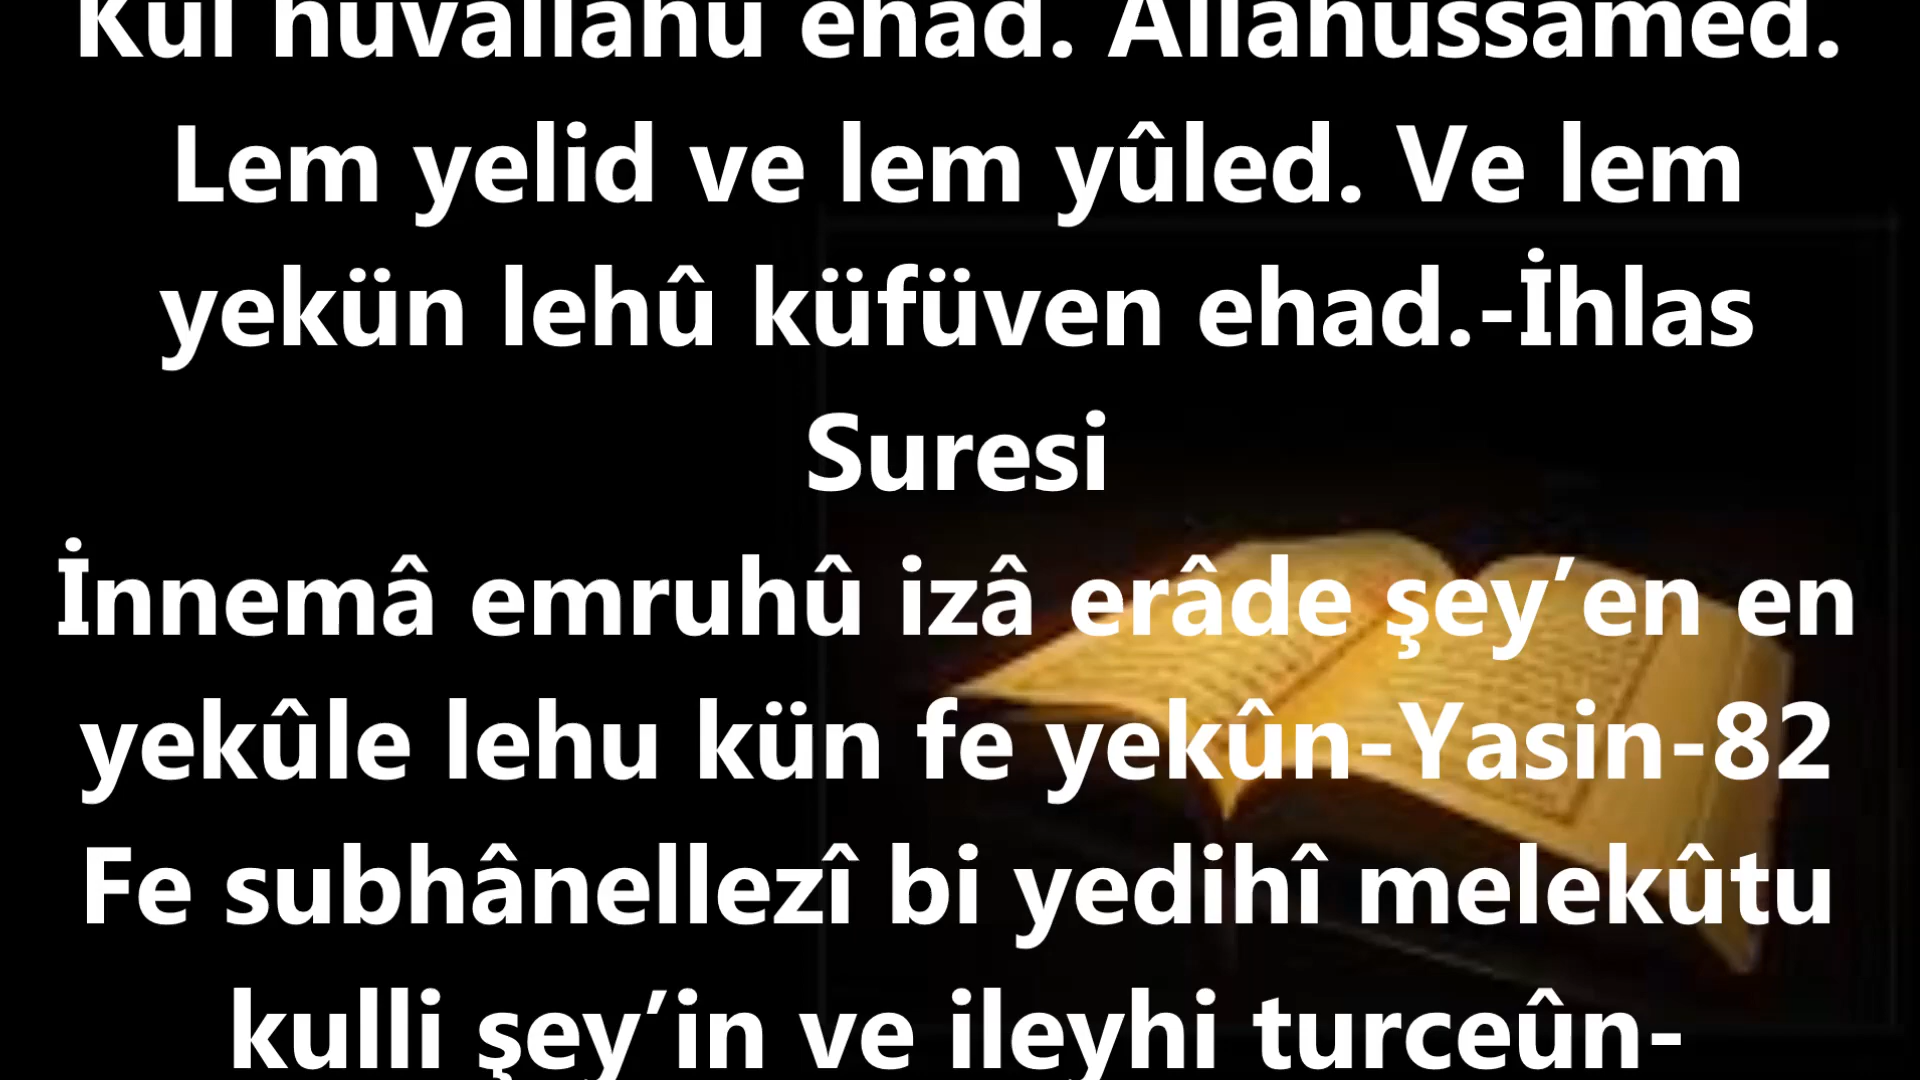 Kul hüvallâhü ehad. Allâhüssamed.
Lem yelid ve lem yûled. Ve lem
yekün lehû küfüven ehad.-İhlas
Suresi
İnnemâ emruhû izâ erâde şey’en en
yekûle lehu kün fe yekûn-Yasin-82
Fe subhânellezî bi yedihî melekûtu
kulli şey’in ve ileyhi turceûn-